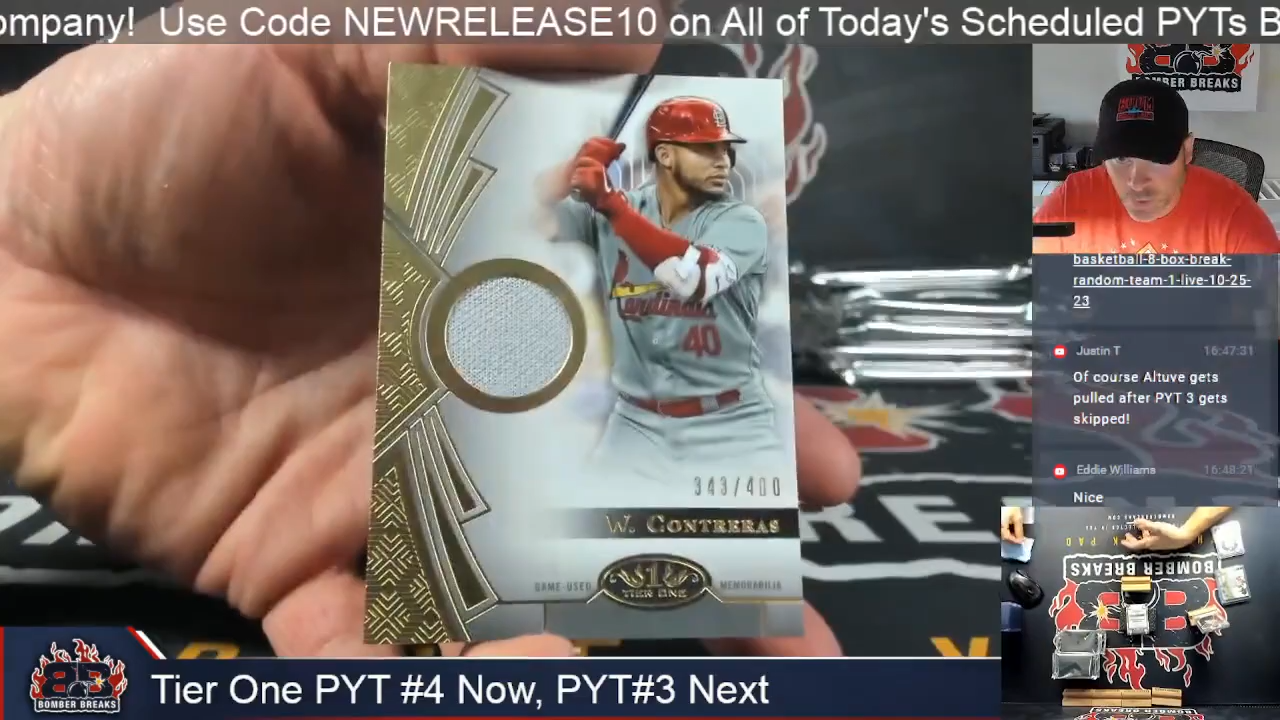 ompany! Use Code NEWRELEASE10 on All of Today's Scheduled PYTs B
BOMBER BREAKS
basketball-8-box-break-
random-team-1-live-10-25-
23
Justin T 16:47:31
Of course Altuve gets
pulled after PYT 3 gets
skipped!
Eddie Williams 16:48:21
Nice
Cardinals
40
343/400
W. CONTRERAS
GAME-USED MEMORABILIA
1
TIER ONE
BOMBER BREAKS
BOMBER BREAKS
Tier One PYT #4 Now, PYT#3 Next